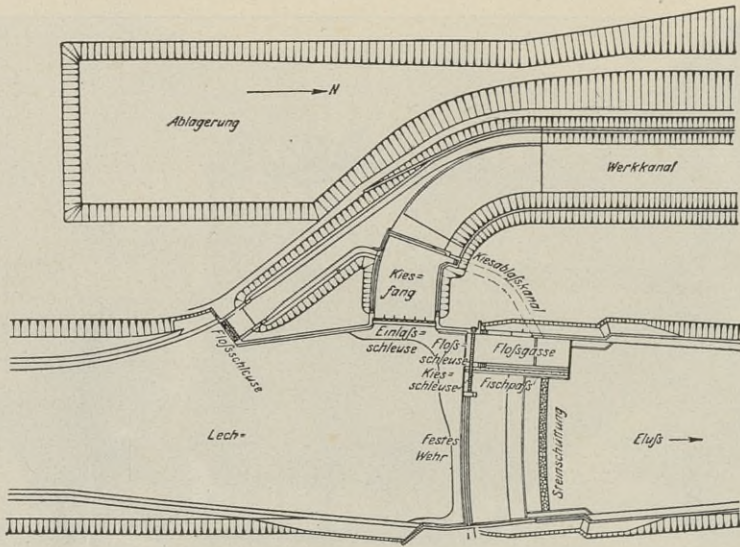 N
Ablagerung
Werkkanal
Kies=
fang
Kiesablaßkanal
Floßschleuse
Einlaß=
schleuse
Floß
schleuse
Floßgasse
Kies=
schleuse
Fischpaß
Lech=
Festes
Wehr
Steinschüttung
Fluß